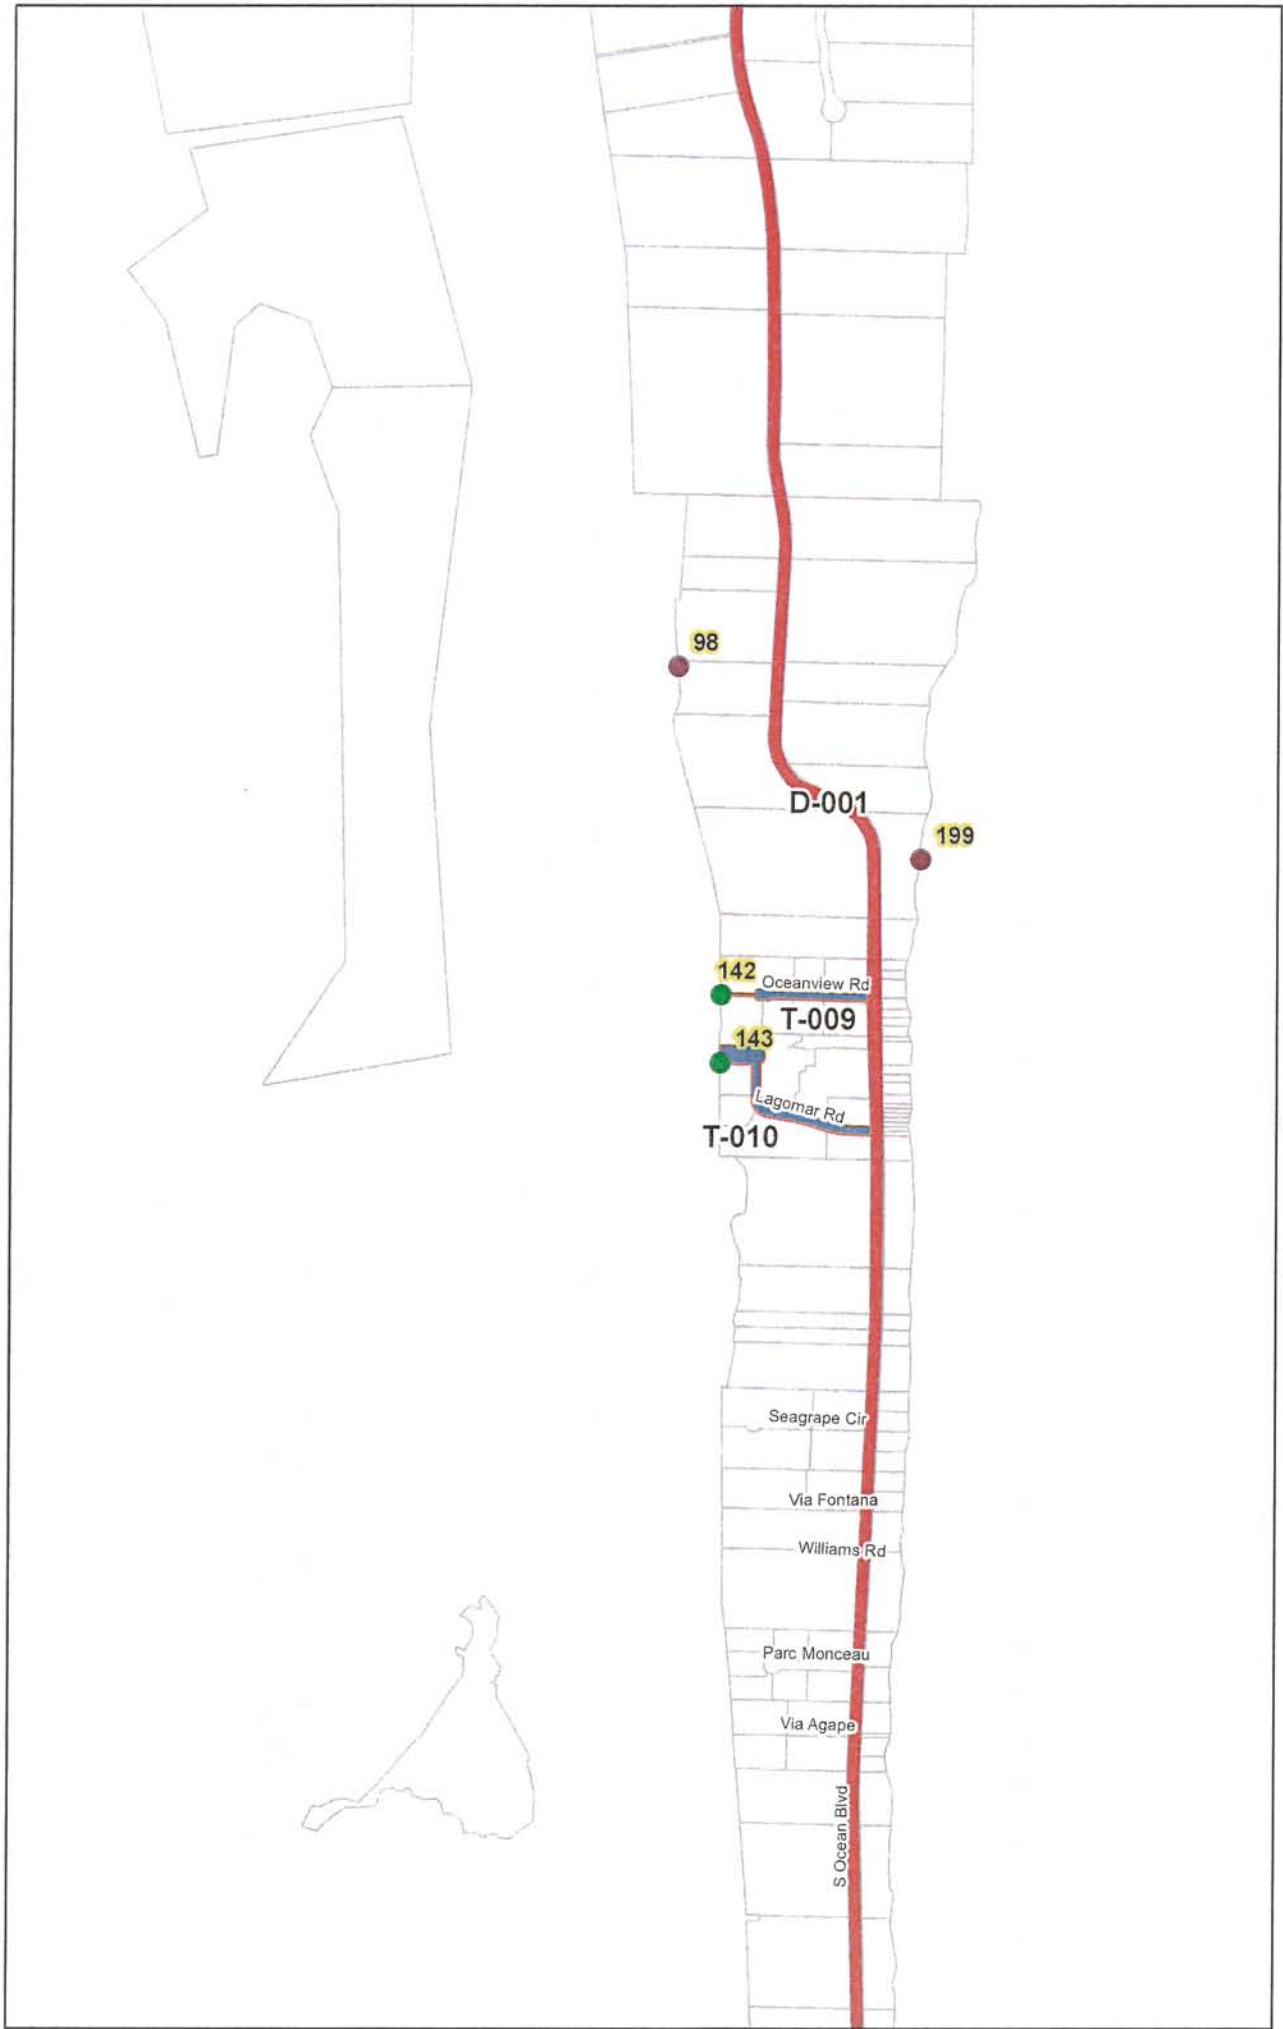 98
D-001
199
142
Oceanview Rd
T-009
143
Lagomar Rd
T-010
Seagrape Cir
Via Fontana
Williams Rd
Parc Monceau
Via Agape
S Ocean Blvd